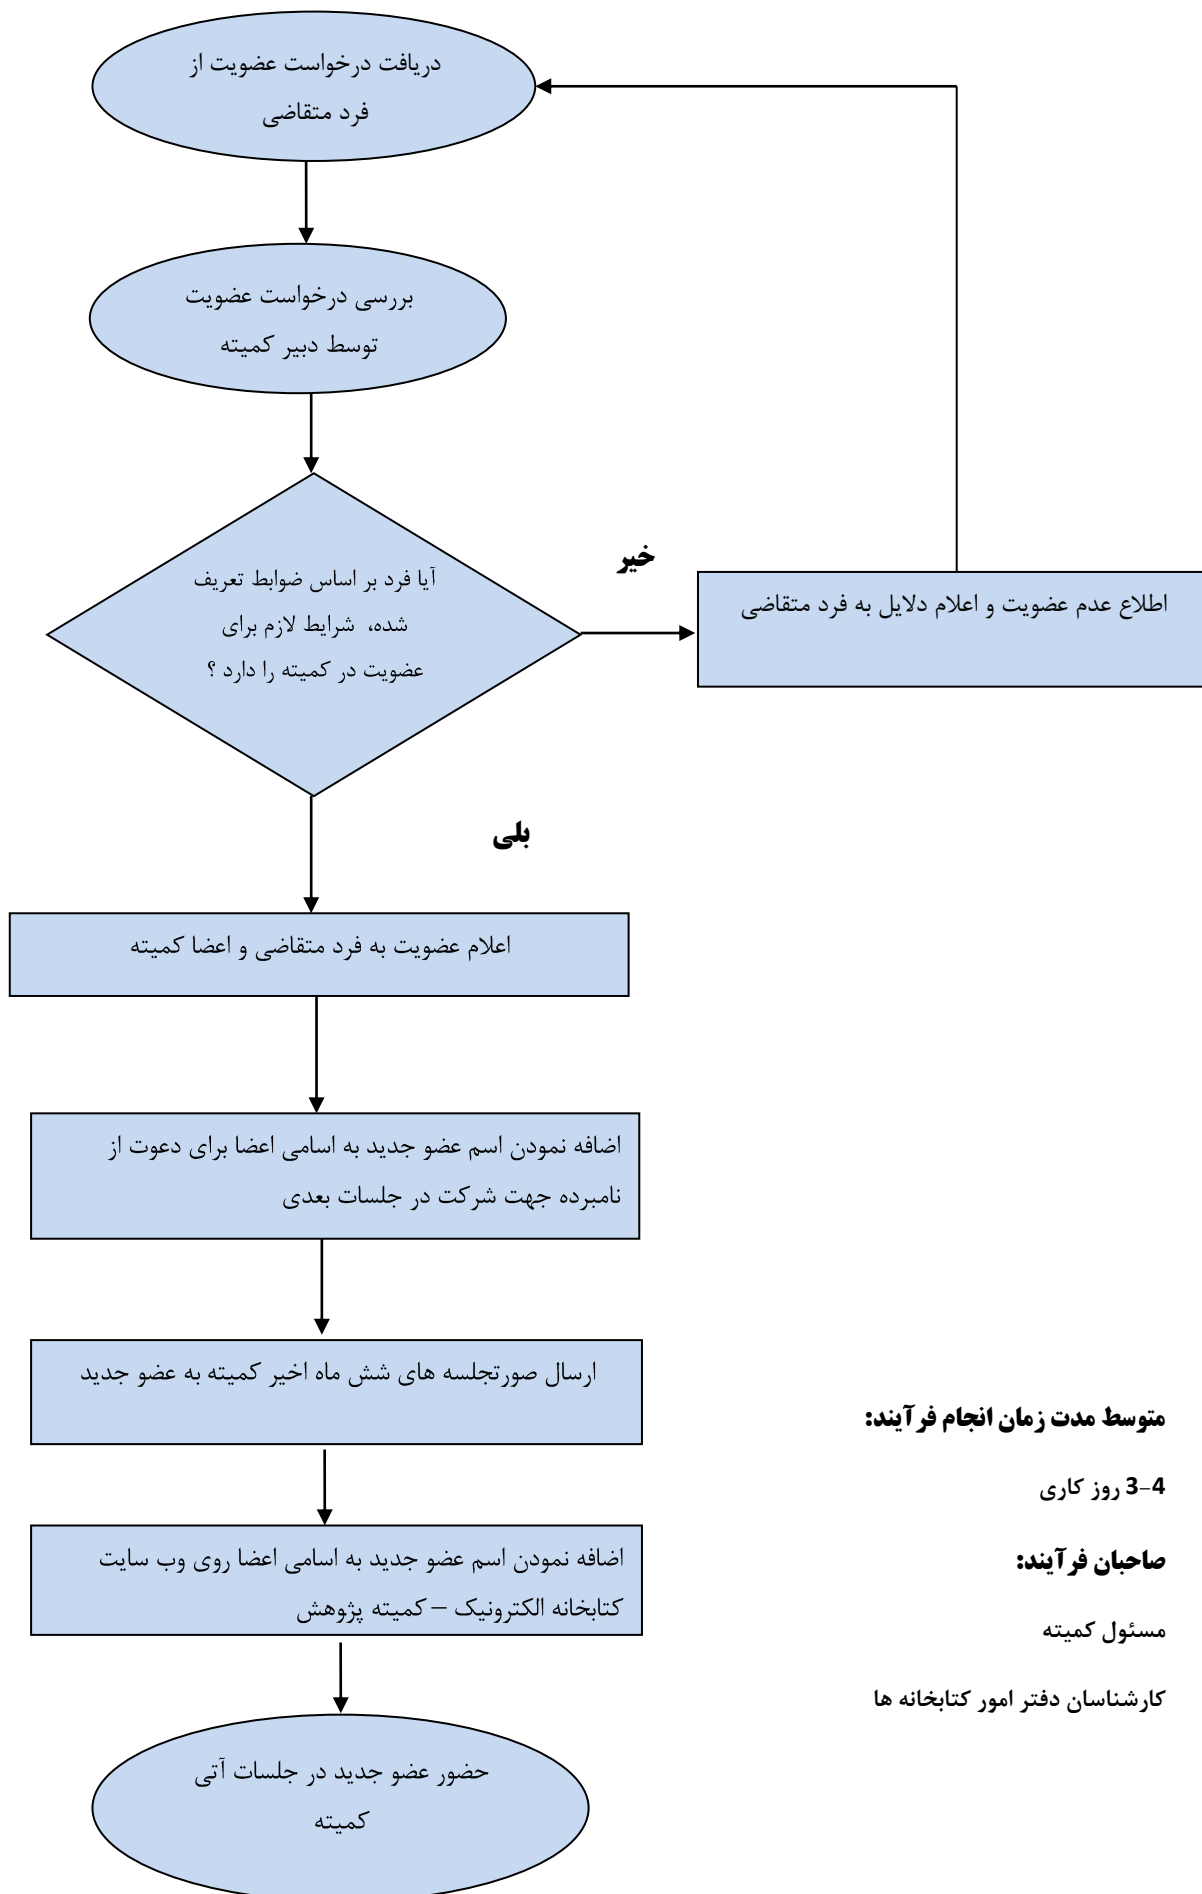 دریافت درخواست عضویت از
فرد متقاضی
بررسی درخواست عضویت
توسط دبیر کمیته
آیا فرد بر اساس ضوابط تعریف
شده، شرایط لازم برای
عضویت در کمیته را دارد ؟
خیر
اطلاع عدم عضویت و اعلام دلایل به فرد متقاضی
بلی
اعلام عضویت به فرد متقاضی و اعضا کمیته
اضافه نمودن اسم عضو جدید به اسامی اعضا برای دعوت از
نامبرده جهت شرکت در جلسات بعدی
ارسال صورتجلسه های شش ماه اخیر کمیته به عضو جدید
اضافه نمودن اسم عضو جدید به اسامی اعضا روی وب سایت
کتابخانه الکترونیک – کمیته پژوهش
حضور عضو جدید در جلسات آتی
کمیته
متوسط مدت زمان انجام فرآیند:
3-4 روز کاری
صاحبان فرآیند:
مسئول کمیته
کارشناسان دفتر امور کتابخانه ها